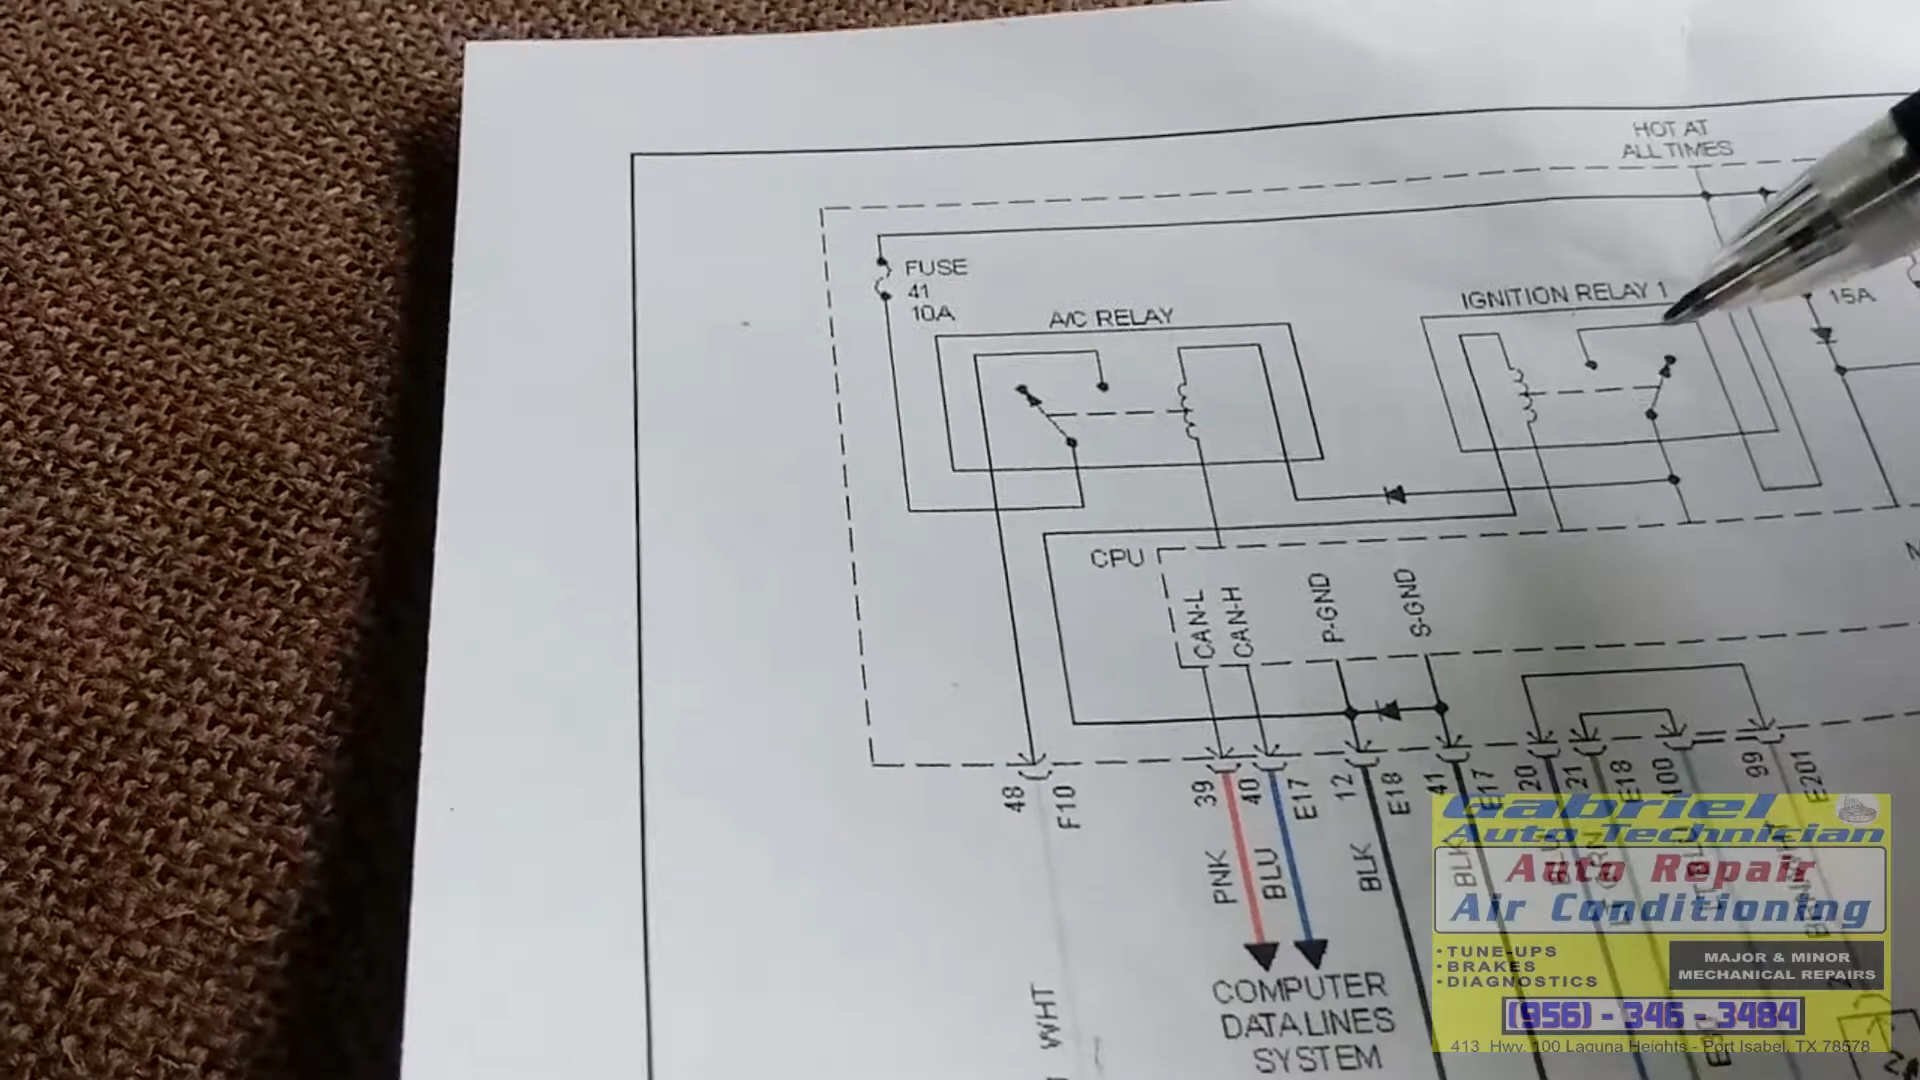 HOT AT
ALL TIMES
FUSE
41
10A
A/C RELAY
IGNITION RELAY 1
15A
CPU
CAN-L
CAN-H
P-GND
S-GND
48
F10
39
40
E17
12
E18
41
E17
20
21
E18
100
99
E201
PNK
BLU
BLK
BLK
WHT
COMPUTER
DATA LINES
SYSTEM
Gabriel
Auto Technician
Auto Repair
Air Conditioning
·TUNE-UPS
·BRAKES
·DIAGNOSTICS
MAJOR & MINOR
MECHANICAL REPAIRS
(956) - 346 - 3484
413 Hwy. 100 Laguna Heights - Port Isabel, TX 78578